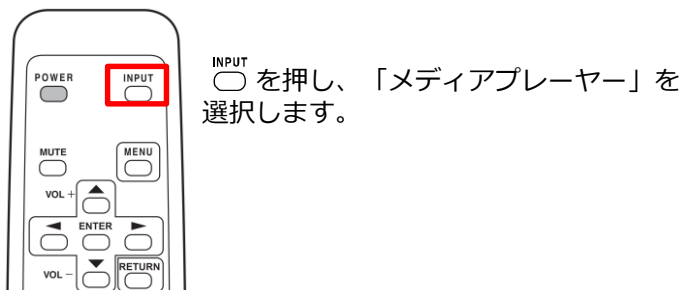 POWER INPUT
INPUT を押し、「メディアプレーヤー」を
選択します。
MUTE MENU
VOL +
ENTER
VOL − RETURN